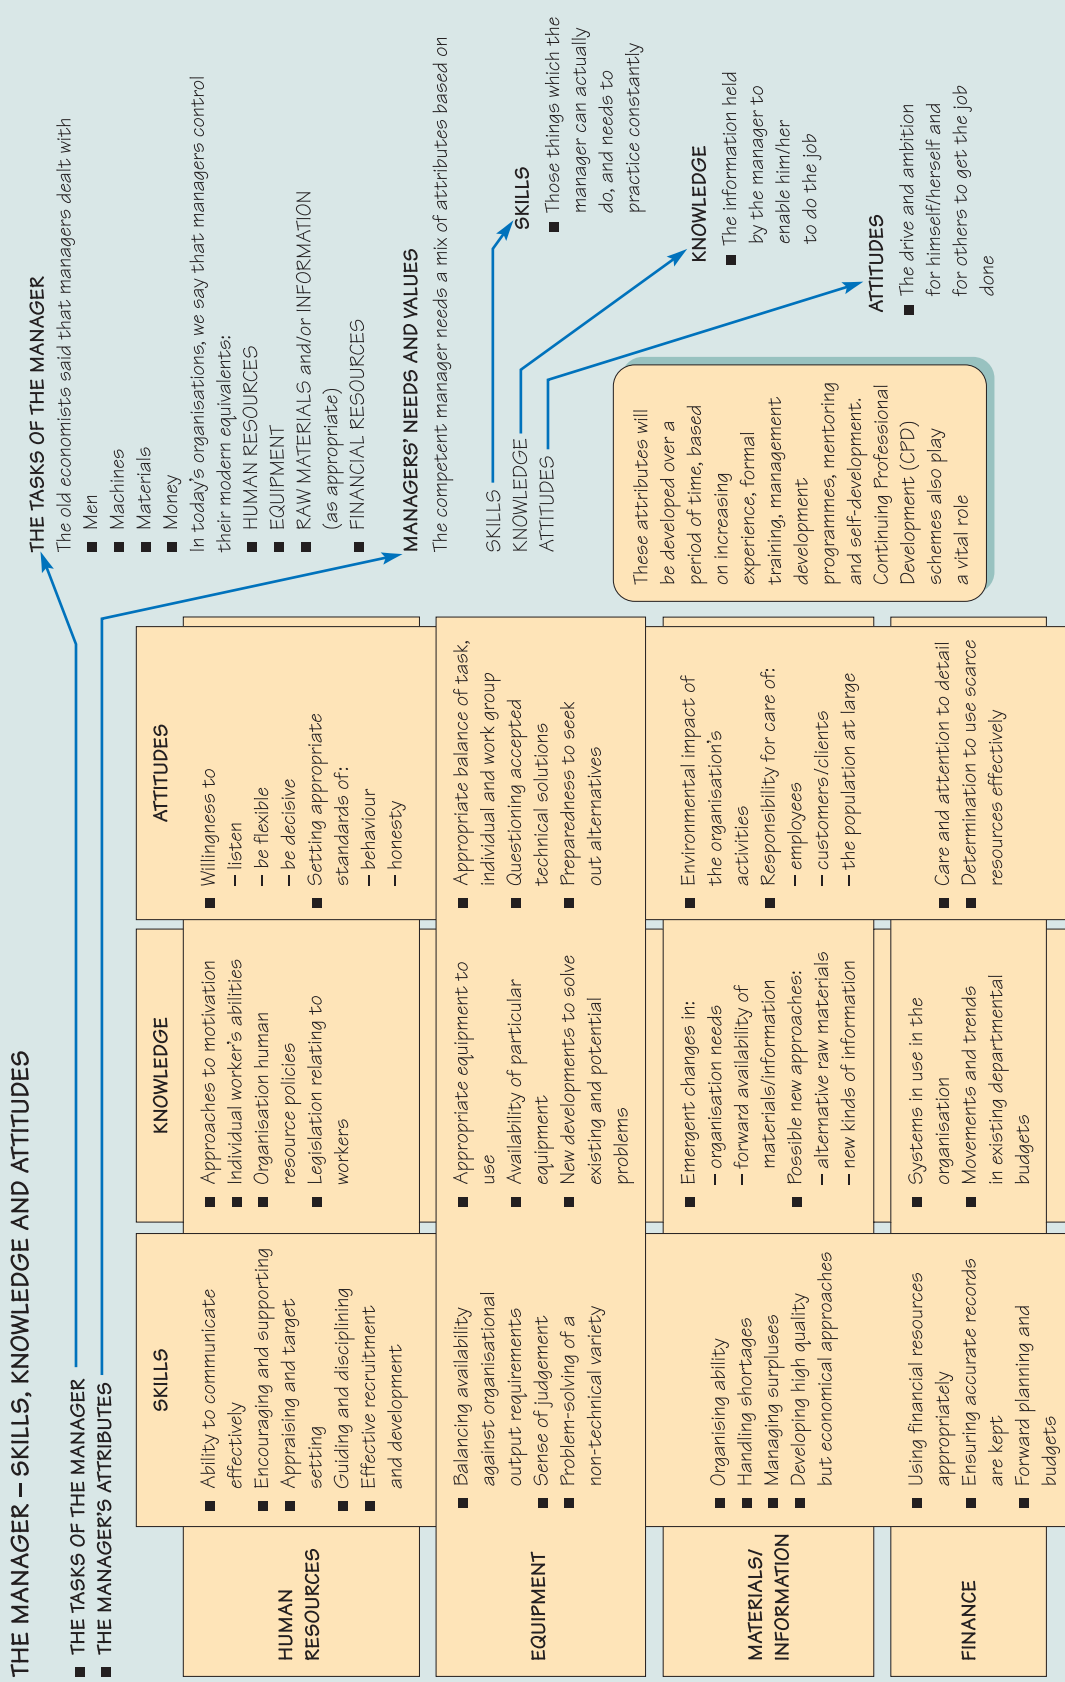 THE MANAGER – SKILLS, KNOWLEDGE AND ATTITUDES
■ THE TASKS OF THE MANAGER
■ THE MANAGER'S ATTRIBUTES
SKILLS
KNOWLEDGE
ATTITUDES
HUMAN
RESOURCES
■ Ability to communicate
effectively
■ Encouraging and supporting
■ Appraising and target
setting
■ Guiding and disciplining
■ Effective recruitment
and development
■ Approaches to motivation
■ Individual worker's abilities
■ Organisation human
resource policies
■ Legislation relating to
workers
■ Willingness to
– listen
– be flexible
– be decisive
■ Setting appropriate
standards of:
– behaviour
– honesty
EQUIPMENT
■ Balancing availability
against organisational
output requirements
■ Sense of judgement
■ Problem-solving of a
non-technical variety
■ Appropriate equipment to
use
■ Availability of particular
equipment
■ New developments to solve
existing and potential
problems
■ Appropriate balance of task,
individual and work group
■ Questioning accepted
technical solutions
■ Preparedness to seek
out alternatives
MATERIALS/
INFORMATION
■ Organising ability
■ Handling shortages
■ Managing surpluses
■ Developing high quality
but economical approaches
■ Emergent changes in:
– organisation needs
– forward availability of
materials/information
■ Possible new approaches:
– alternative raw materials
– new kinds of information
■ Environmental impact of
the organisation's
activities
■ Responsibility for care of:
– employees
– customers/clients
– the population at large
FINANCE
■ Using financial resources
appropriately
■ Ensuring accurate records
are kept
■ Forward planning and
budgets
■ Systems in use in the
organisation
■ Movements and trends
in existing departmental
budgets
■ Care and attention to detail
■ Determination to use scarce
resources effectively
THE TASKS OF THE MANAGER
The old economists said that managers dealt with
■ Men
■ Machines
■ Materials
■ Money
In today's organisations, we say that managers control
their modern equivalents:
■ HUMAN RESOURCES
■ EQUIPMENT
■ RAW MATERIALS and/or INFORMATION
(as appropriate)
■ FINANCIAL RESOURCES
MANAGERS' NEEDS AND VALUES
The competent manager needs a mix of attributes based on
SKILLS
KNOWLEDGE
ATTITUDES
SKILLS
■ Those things which the
manager can actually
do, and needs to
practice constantly
KNOWLEDGE
■ The information held
by the manager to
enable him/her
to do the job
ATTITUDES
■ The drive and ambition
for himself/herself and
for others to get the job
done
These attributes will
be developed over a
period of time, based
on increasing
experience, formal
training, management
development
programmes, mentoring
and self-development.
Continuing Professional
Development (CPD)
schemes also play
a vital role